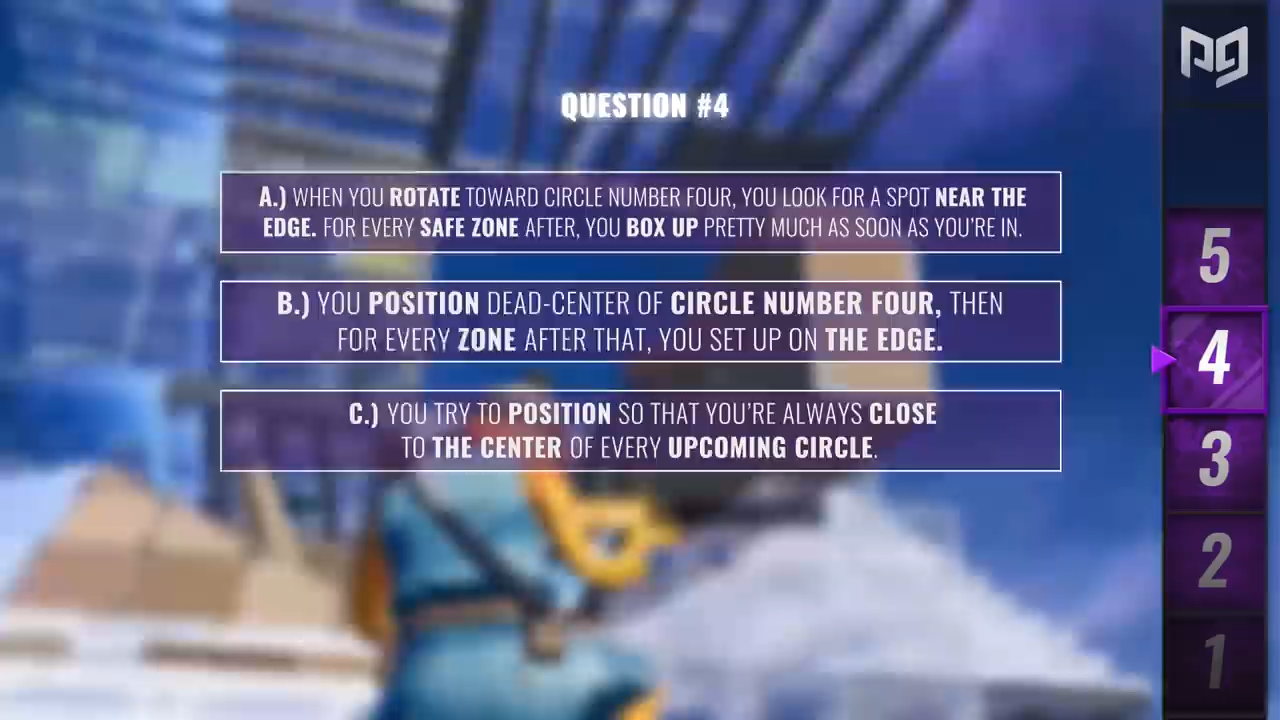 QUESTION #4
A.) WHEN YOU ROTATE TOWARD CIRCLE NUMBER FOUR, YOU LOOK FOR A SPOT NEAR THE
EDGE. FOR EVERY SAFE ZONE AFTER, YOU BOX UP PRETTY MUCH AS SOON AS YOU'RE IN.
B.) YOU POSITION DEAD-CENTER OF CIRCLE NUMBER FOUR, THEN
FOR EVERY ZONE AFTER THAT, YOU SET UP ON THE EDGE.
C.) YOU TRY TO POSITION SO THAT YOU'RE ALWAYS CLOSE
TO THE CENTER OF EVERY UPCOMING CIRCLE.
PG
5
4
3
2
1